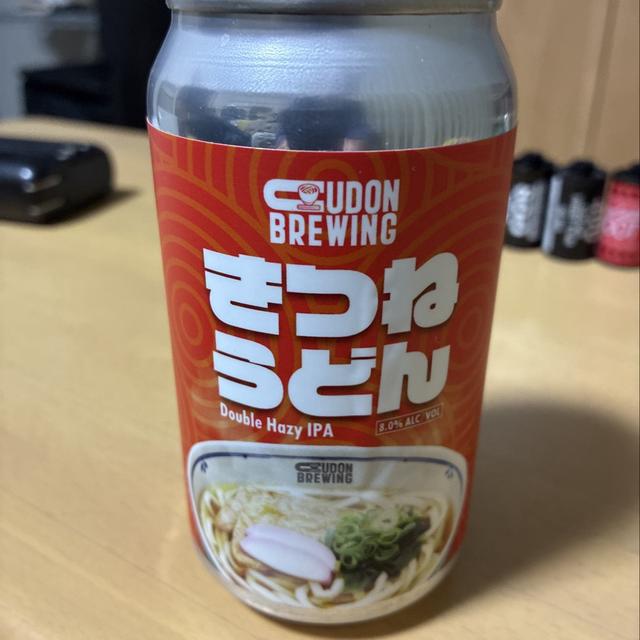 UDON
BREWING
きつね
うどん
Double Hazy IPA
8.0% ALC VOL
UDON
BREWING